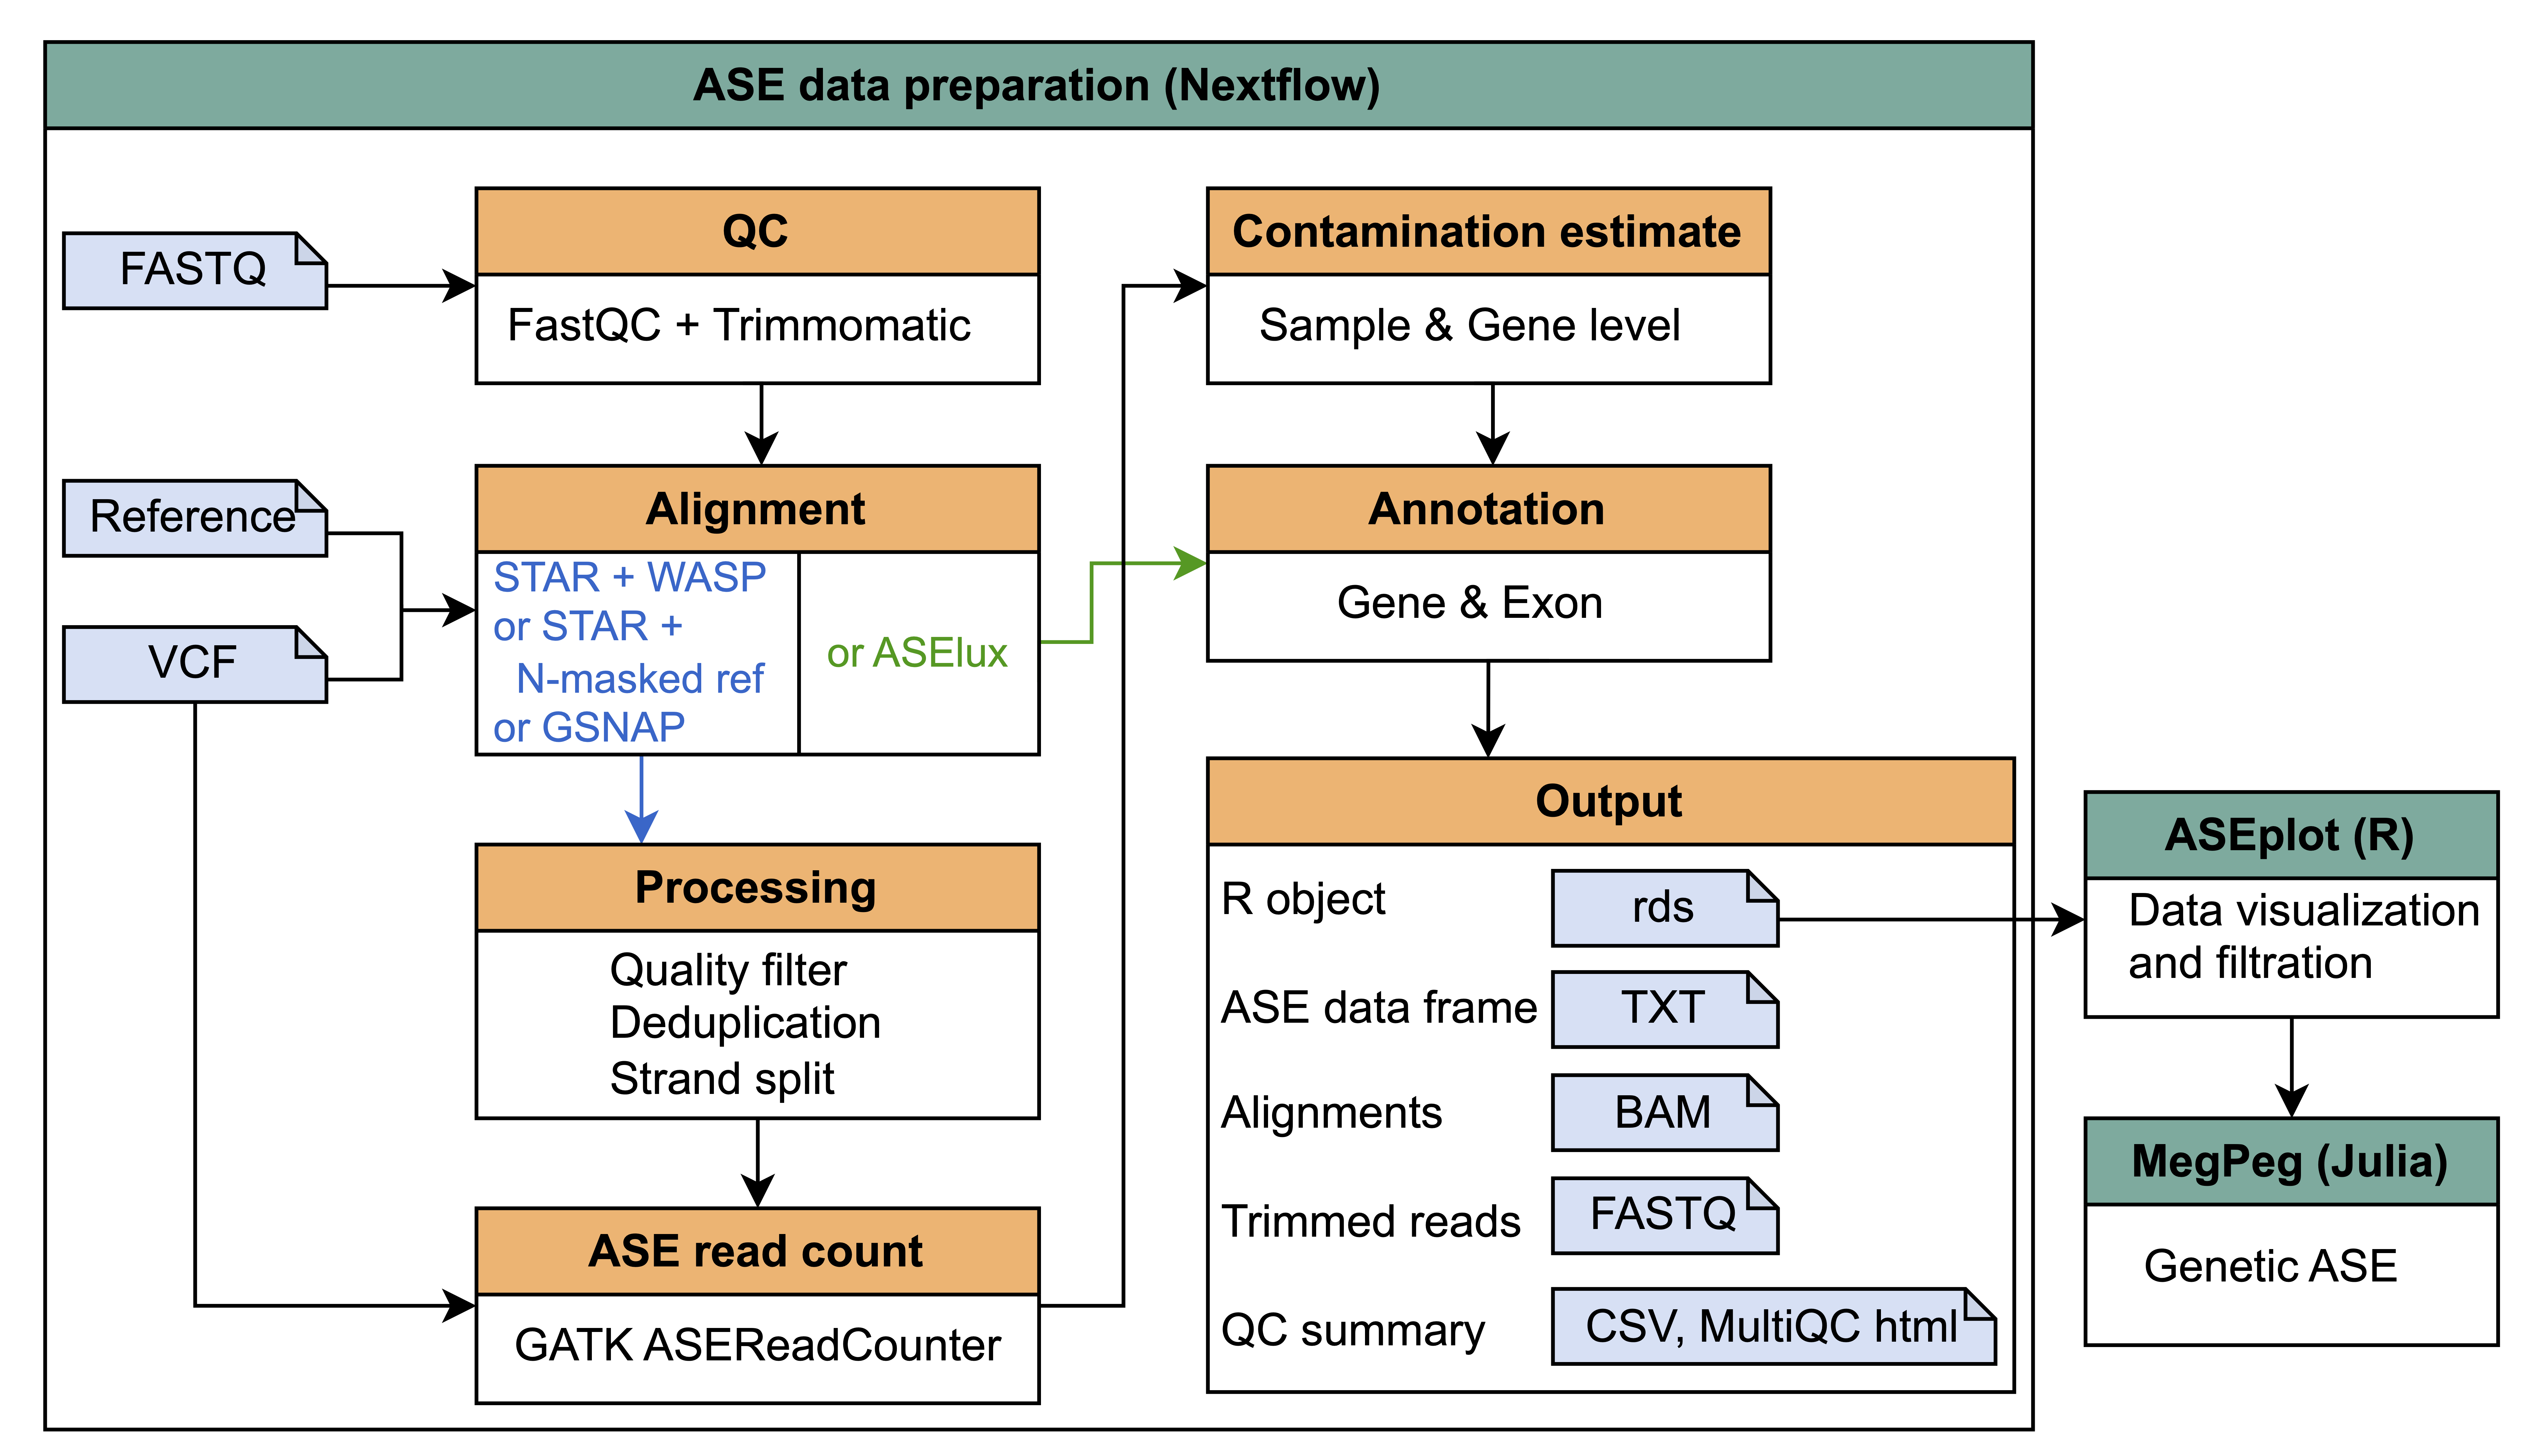 ASE data preparation (Nextflow)
FASTQ
QC
FastQC + Trimmomatic
Reference
VCF
Alignment
STAR + WASP
or STAR +
N-masked ref
or GSNAP
or ASElux
Processing
Quality filter
Deduplication
Strand split
ASE read count
GATK ASEReadCounter
Contamination estimate
Sample & Gene level
Annotation
Gene & Exon
Output
R object
rds
ASE data frame
TXT
Alignments
BAM
Trimmed reads
FASTQ
QC summary
CSV, MultiQC html
ASEplot (R)
Data visualization
and filtration
MegPeg (Julia)
Genetic ASE